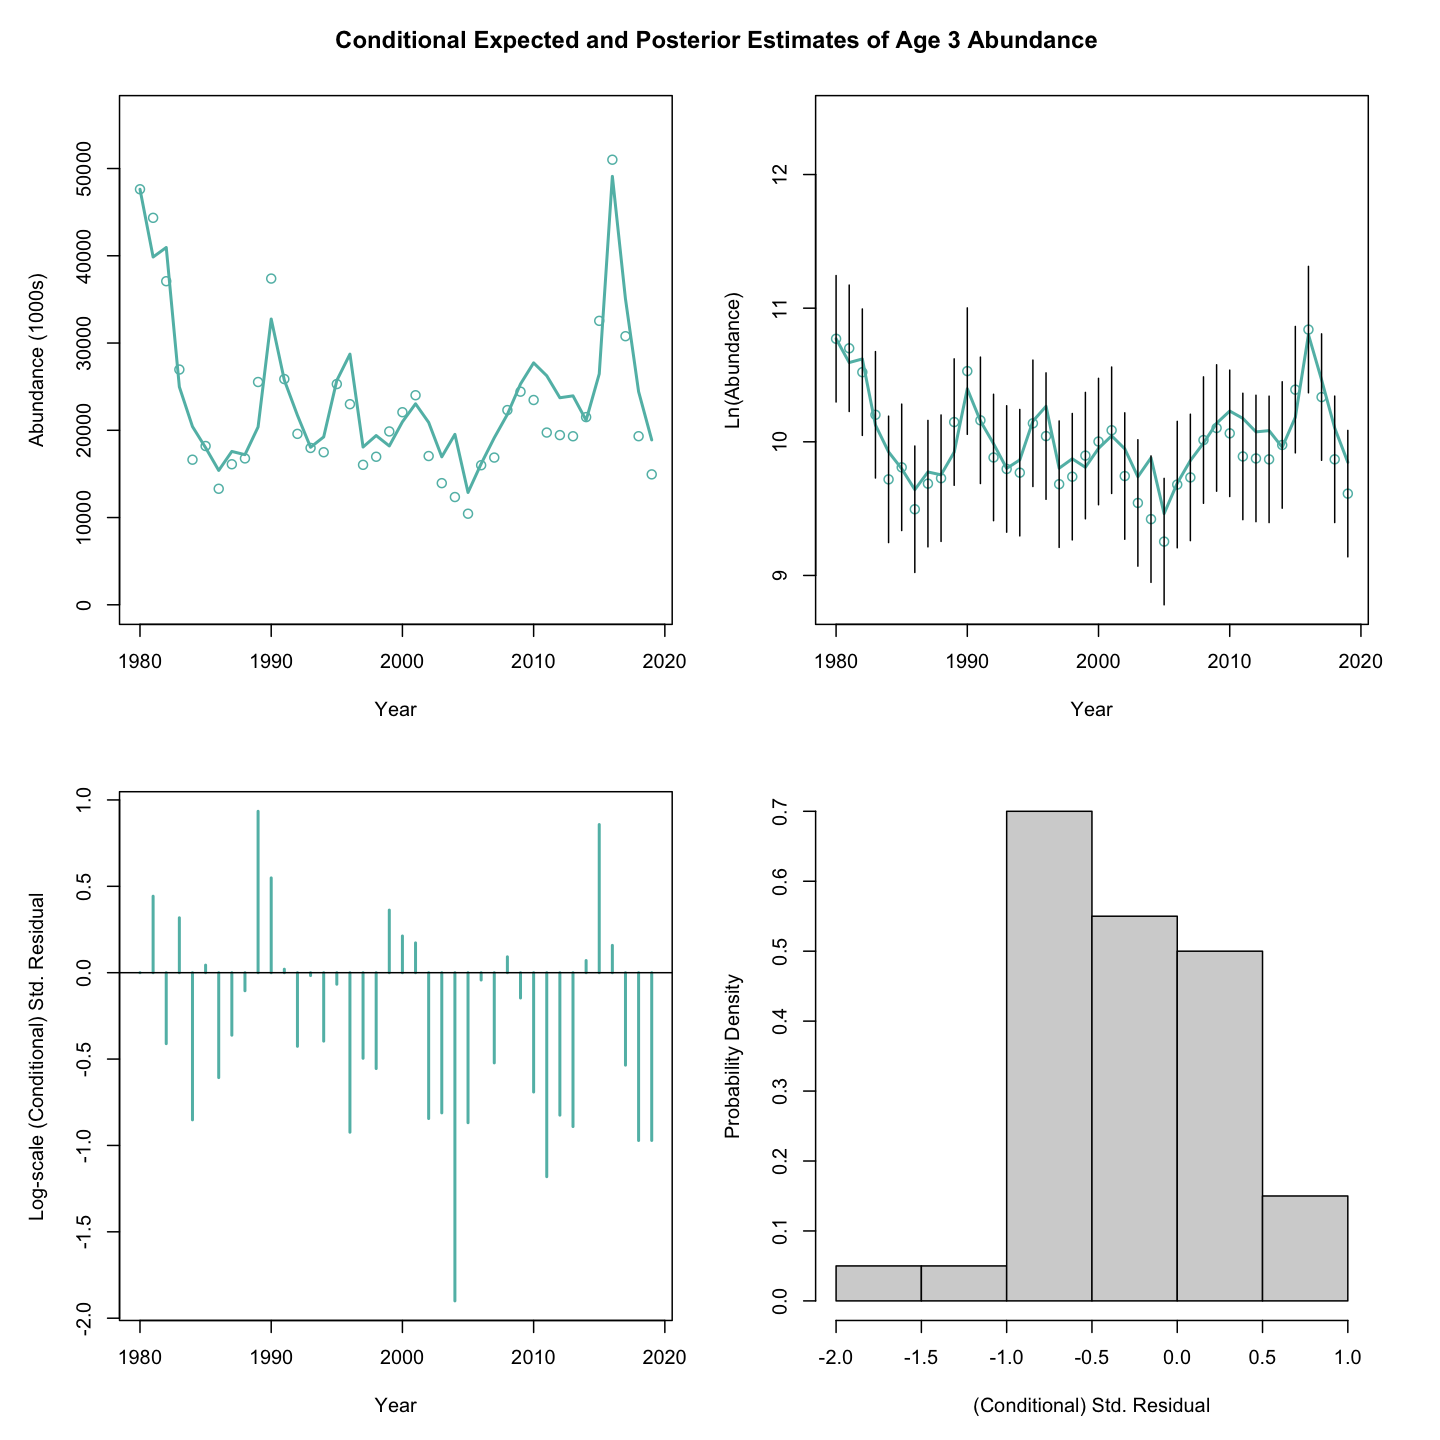 Conditional Expected and Posterior Estimates of Age 3 Abundance
Abundance (1000s)
50000
40000
30000
20000
10000
0
1980 1990 2000 2010 2020
Year
Ln(Abundance)
12
11
10
9
1980 1990 2000 2010 2020
Year
Log-scale (Conditional) Std. Residual
1.0
0.5
0.0
-0.5
-1.0
-1.5
-2.0
1980 1990 2000 2010 2020
Year
Probability Density
0.7
0.6
0.5
0.4
0.3
0.2
0.1
0.0
-2.0 -1.5 -1.0 -0.5 0.0 0.5 1.0
(Conditional) Std. Residual